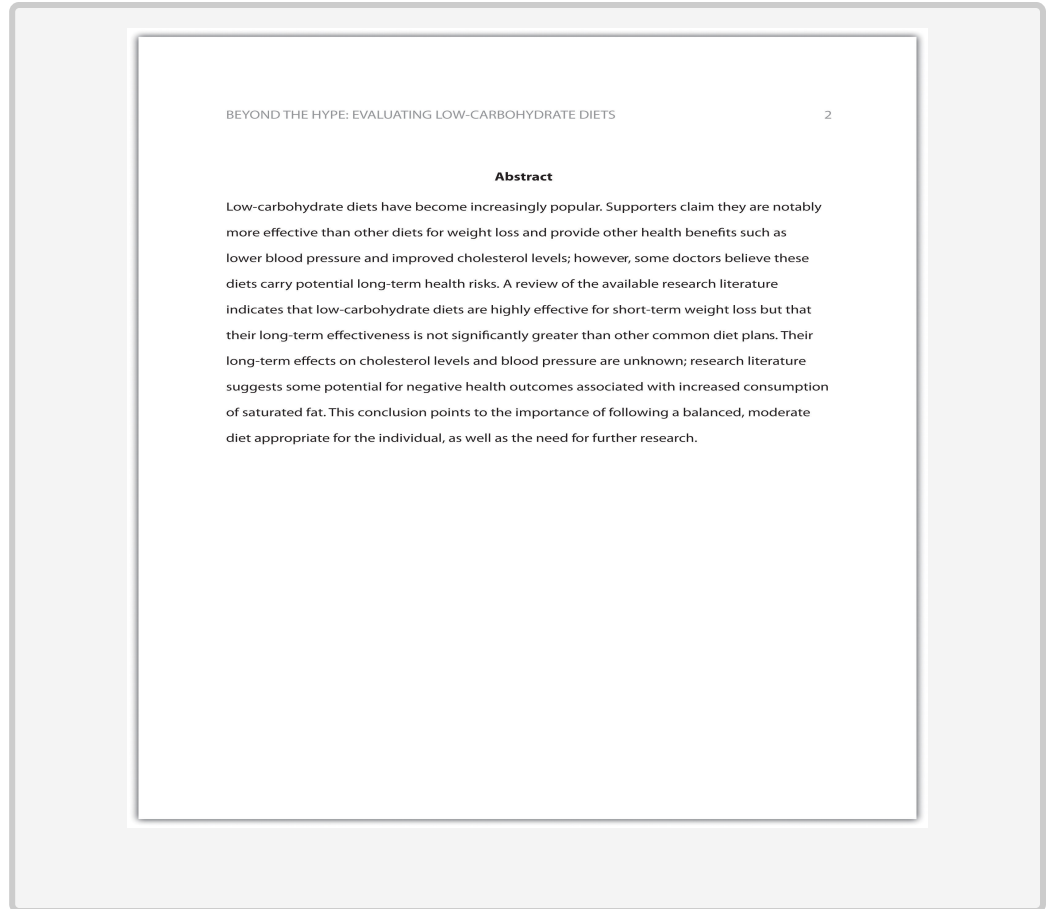 BEYOND THE HYPE: EVALUATING LOW-CARBOHYDRATE DIETS 2
Abstract
Low-carbohydrate diets have become increasingly popular. Supporters claim they are notably
more effective than other diets for weight loss and provide other health benefits such as
lower blood pressure and improved cholesterol levels; however, some doctors believe these
diets carry potential long-term health risks. A review of the available research literature
indicates that low-carbohydrate diets are highly effective for short-term weight loss but that
their long-term effectiveness is not significantly greater than other common diet plans. Their
long-term effects on cholesterol levels and blood pressure are unknown; research literature
suggests some potential for negative health outcomes associated with increased consumption
of saturated fat. This conclusion points to the importance of following a balanced, moderate
diet appropriate for the individual, as well as the need for further research.